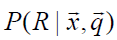 P(R | x⃗, q⃗)